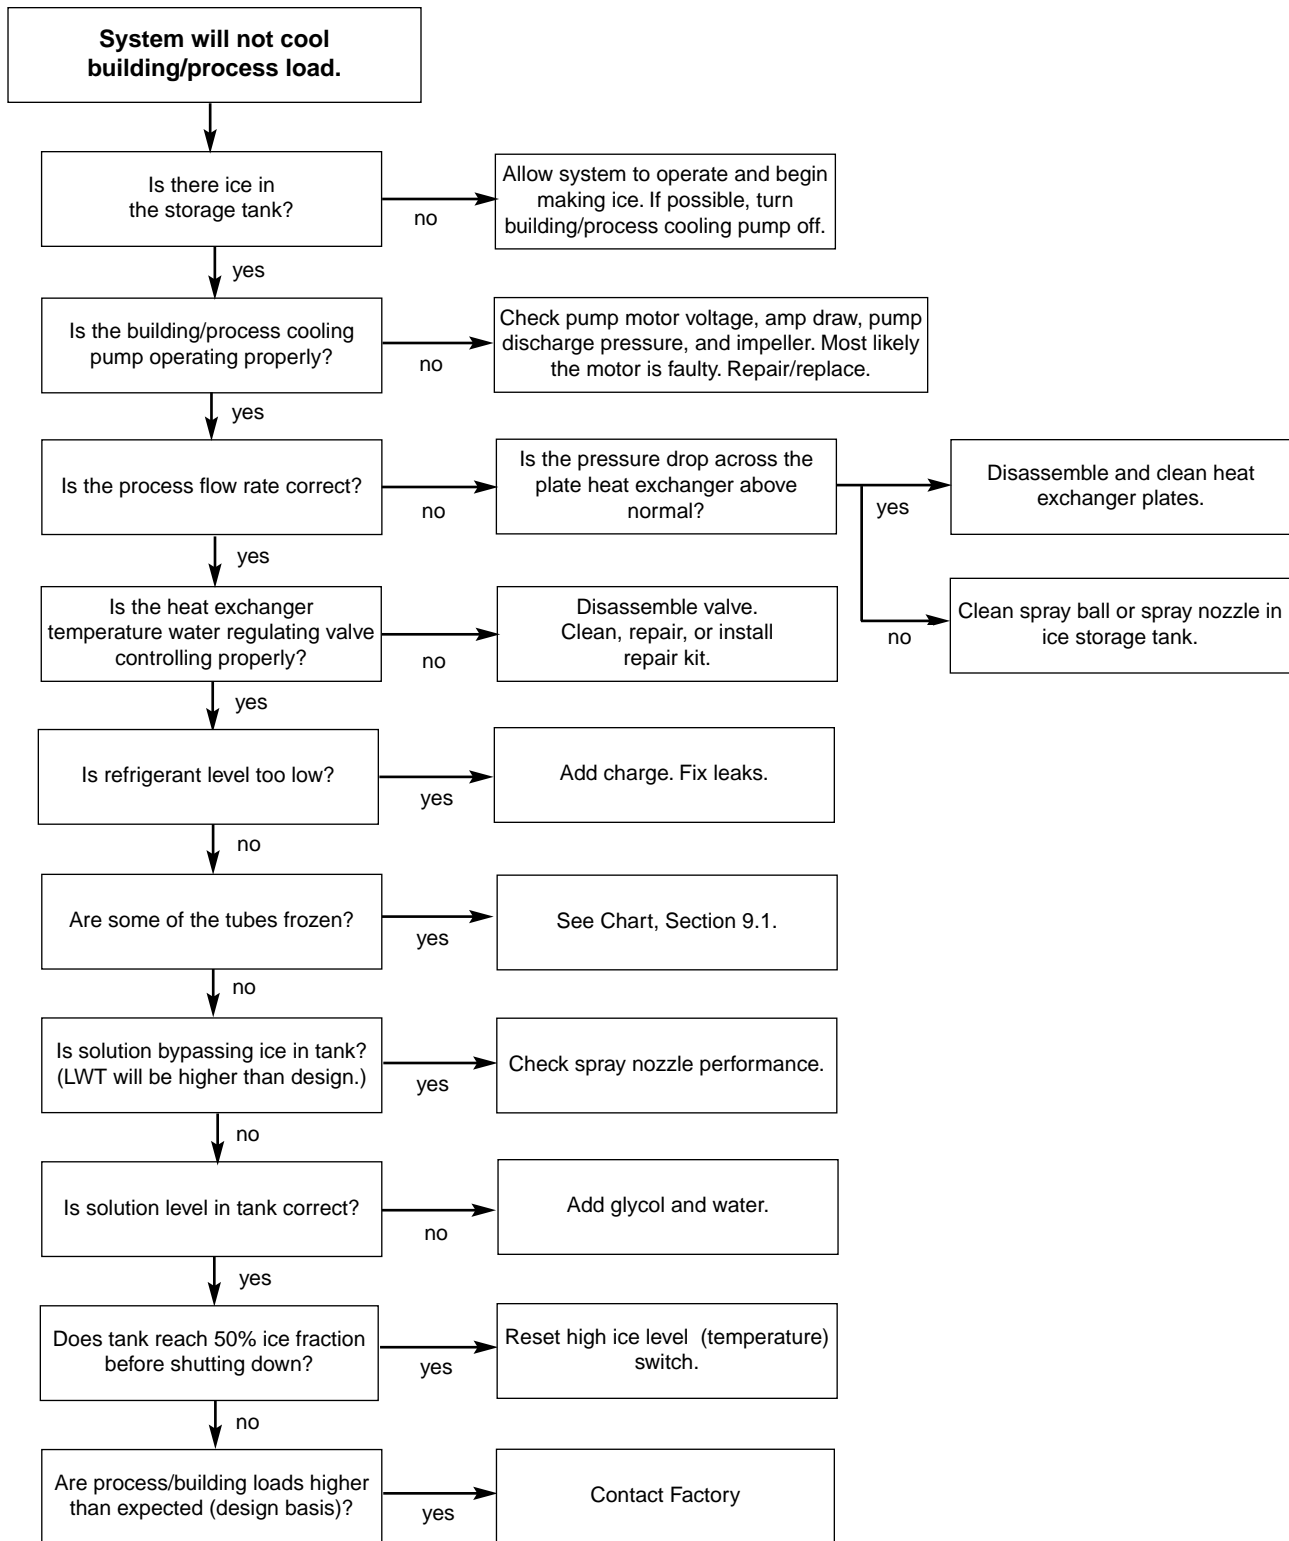 System will not cool
building/process load.
Is there ice in
the storage tank?
no
Allow system to operate and begin
making ice. If possible, turn
building/process cooling pump off.
yes
Is the building/process cooling
pump operating properly?
no
Check pump motor voltage, amp draw, pump
discharge pressure, and impeller. Most likely
the motor is faulty. Repair/replace.
yes
Is the process flow rate correct?
no
Is the pressure drop across the
plate heat exchanger above
normal?
yes
Disassemble and clean heat
exchanger plates.
no
Clean spray ball or spray nozzle in
ice storage tank.
yes
Is the heat exchanger
temperature water regulating valve
controlling properly?
no
Disassemble valve.
Clean, repair, or install
repair kit.
yes
Is refrigerant level too low?
yes
Add charge. Fix leaks.
no
Are some of the tubes frozen?
yes
See Chart, Section 9.1.
no
Is solution bypassing ice in tank?
(LWT will be higher than design.)
yes
Check spray nozzle performance.
no
Is solution level in tank correct?
no
Add glycol and water.
yes
Does tank reach 50% ice fraction
before shutting down?
yes
Reset high ice level (temperature)
switch.
no
Are process/building loads higher
than expected (design basis)?
yes
Contact Factory